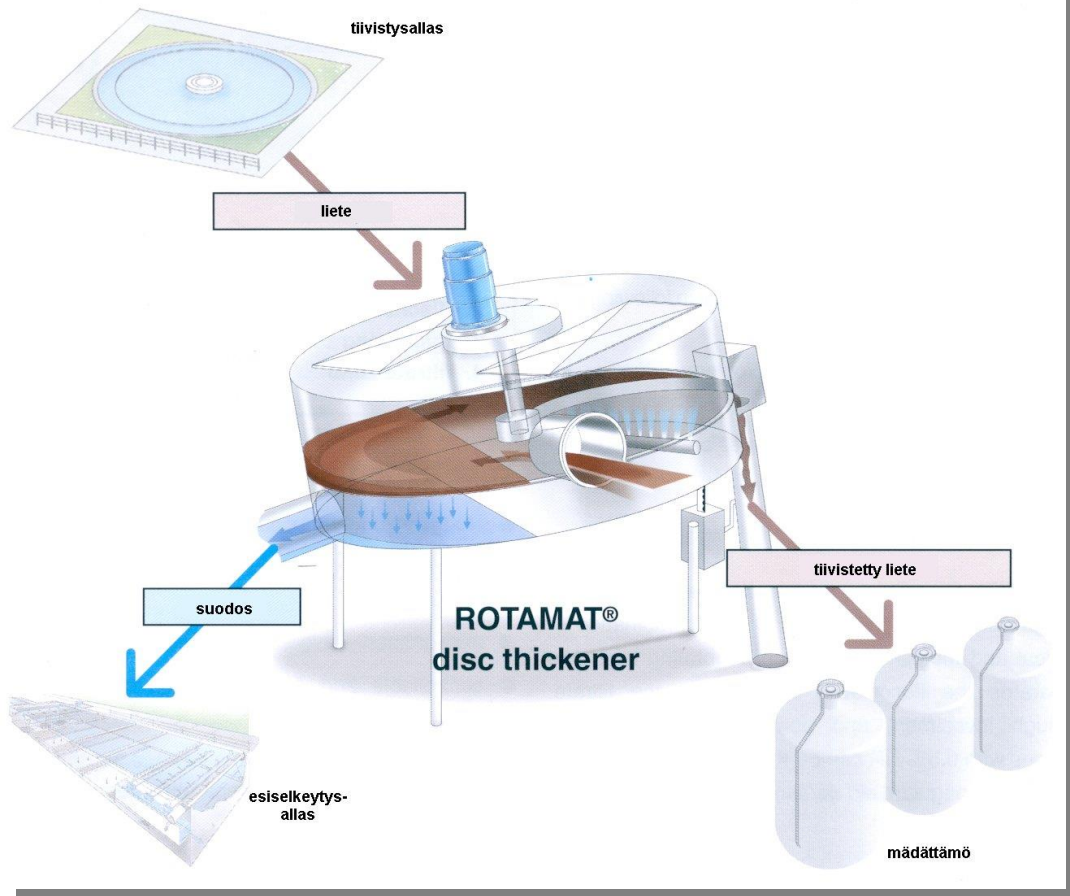 tiivistysallas
liete
tiivistetty liete
suodos
ROTAMAT®
disc thickener
esiselkeytys-
allas
mädättämö